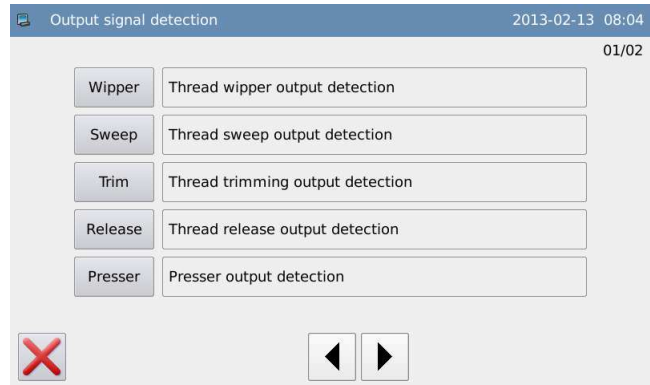 Output signal detection 2013-02-13 08:04
01/02
Wipper Thread wipper output detection
Sweep Thread sweep output detection
Trim Thread trimming output detection
Release Thread release output detection
Presser Presser output detection